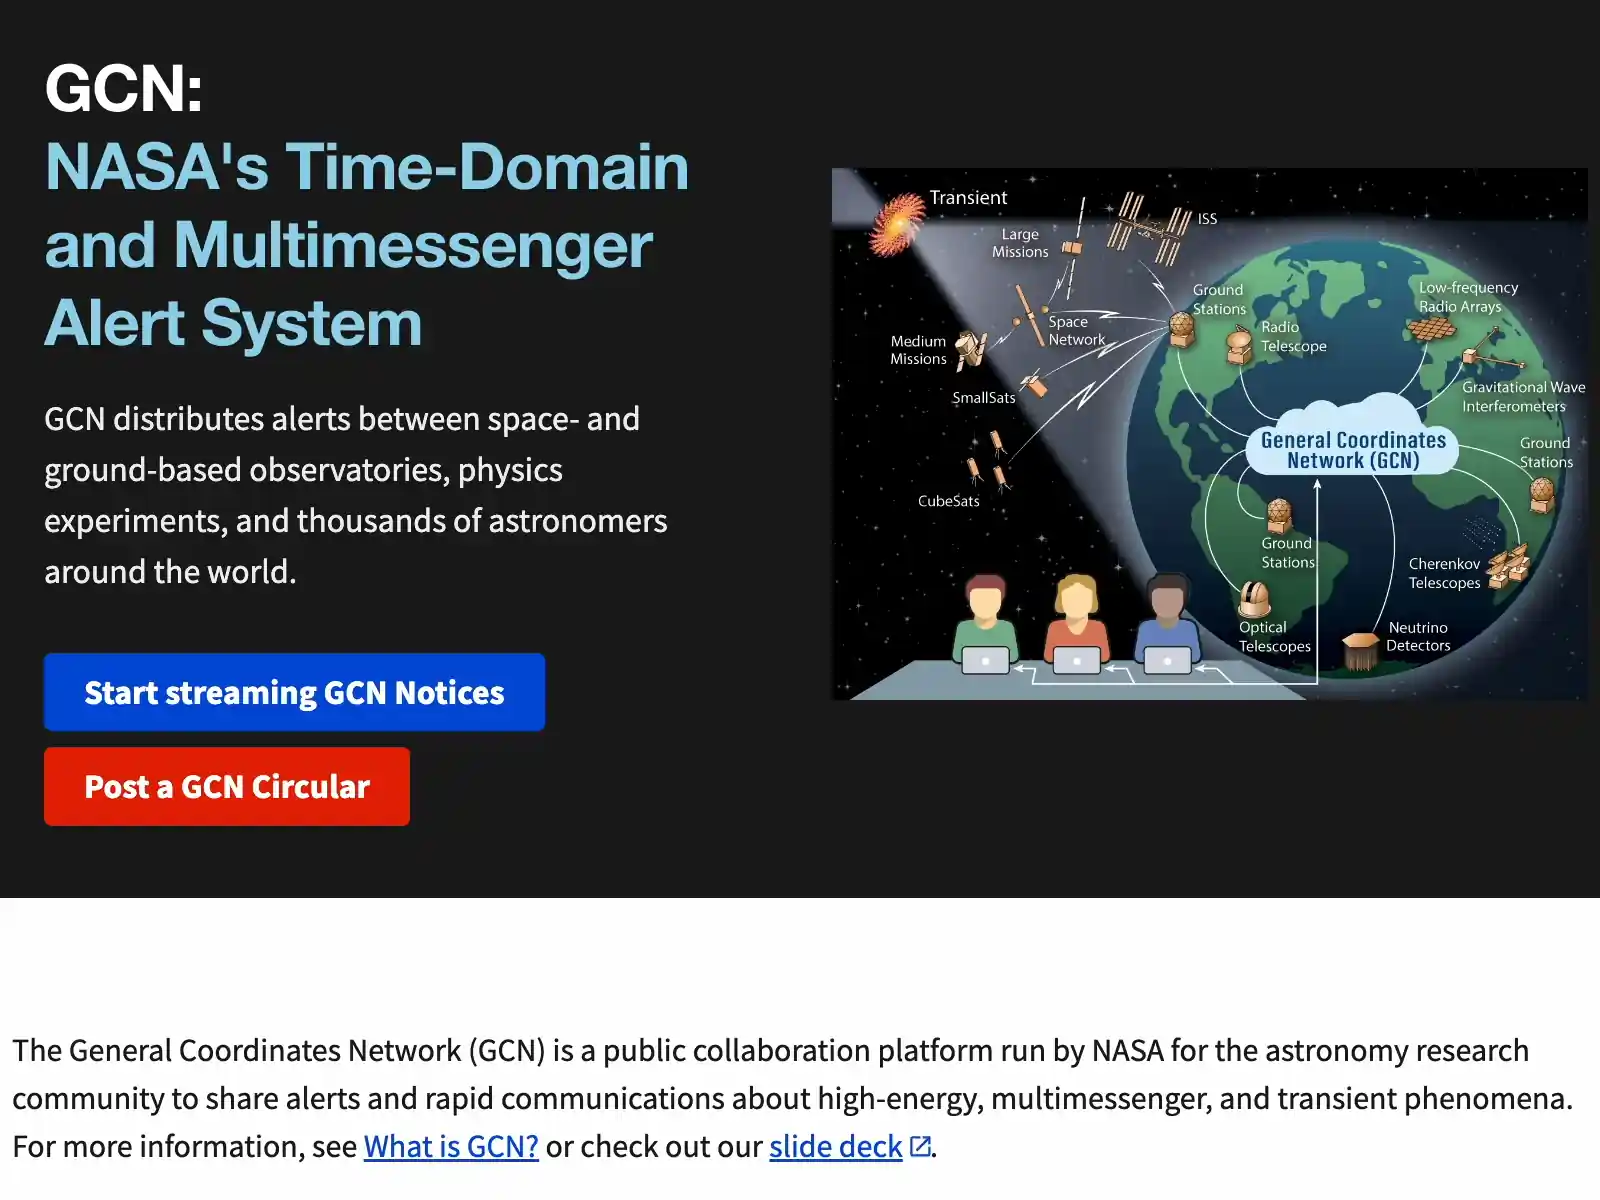 GCN:
NASA's Time-Domain
and Multimessenger
Alert System
GCN distributes alerts between space- and
ground-based observatories, physics
experiments, and thousands of astronomers
around the world.
Start streaming GCN Notices
Post a GCN Circular
Transient
Large
Missions
ISS
Ground
Stations
Low-frequency
Radio Arrays
Space
Network
Radio
Telescope
Medium
Missions
SmallSats
Gravitational Wave
Interferometers
General Coordinates
Network (GCN)
Ground
Stations
CubeSats
Ground
Stations
Cherenkov
Telescopes
Optical
Telescopes
Neutrino
Detectors
The General Coordinates Network (GCN) is a public collaboration platform run by NASA for the astronomy research
community to share alerts and rapid communications about high-energy, multimessenger, and transient phenomena.
For more information, see What is GCN? or check out our slide deck.